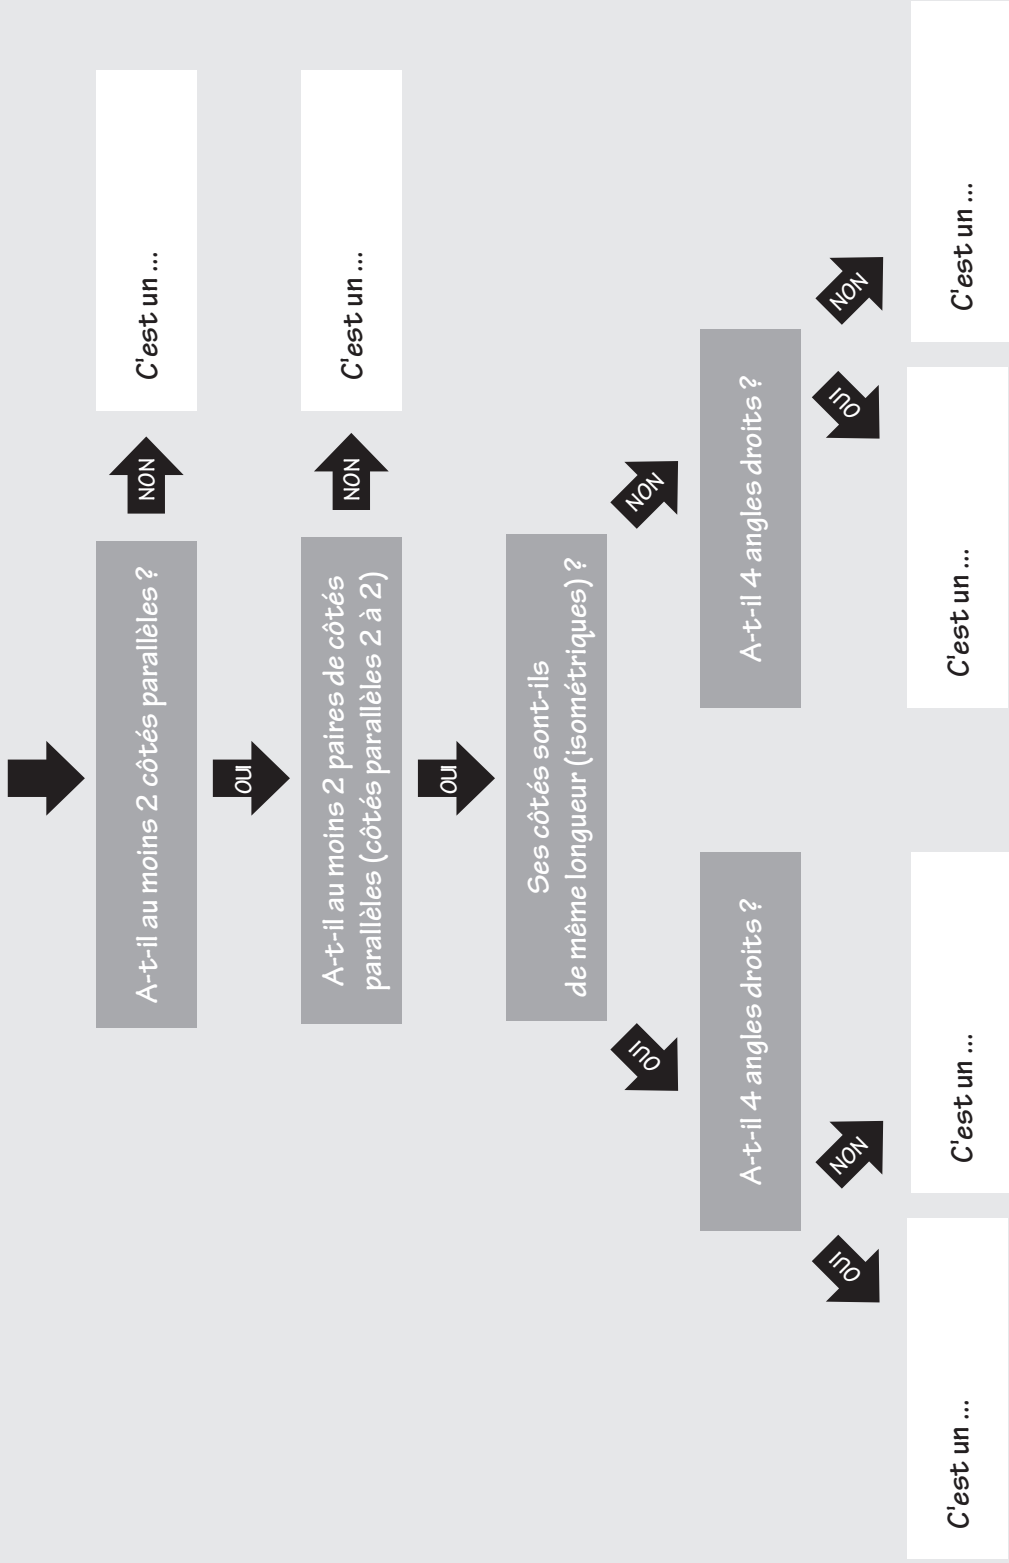 A-t-il au moins 2 côtés parallèles ?
NON
C'est un ...
OUI
A-t-il au moins 2 paires de côtés
parallèles (côtés parallèles 2 à 2)
NON
C'est un ...
OUI
Ses côtés sont-ils
de même longueur (isométriques) ?
OUI
NON
A-t-il 4 angles droits ?
A-t-il 4 angles droits ?
OUI
NON
OUI
NON
C'est un ...
C'est un ...
C'est un ...
C'est un ...